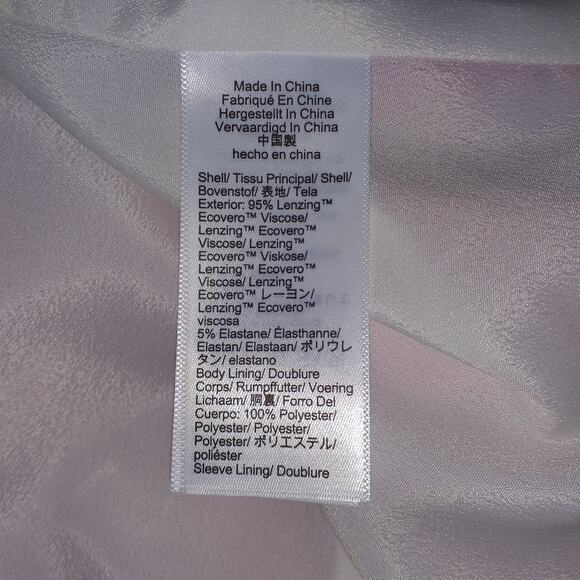 Made In China
Fabriqué En Chine
Hergestellt In China
Vervaardigd In China
中国製
hecho en china
Shell/ Tissu Principal/ Shell/
Bovenstof/ 表地/ Tela
Exterior: 95% Lenzing™
Ecovero™ Viscose/
Lenzing™ Ecovero™
Viscose/ Lenzing™
Ecovero™ Viskose/
Lenzing™ Ecovero™
Viscose/ Lenzing™
Ecovero™ レーヨン/
Lenzing™ Ecovero™
viscosa
5% Elastane/ Élasthanne/
Elastan/ Elastaan/ ポリウレ
タン/ elastano
Body Lining/ Doublure
Corps/ Rumpffutter/ Voering
Lichaam/ 胴裏/ Forro Del
Cuerpo: 100% Polyester/
Polyester/ Polyester/
Polyester/ ポリエステル/
poliéster
Sleeve Lining/ Doublure